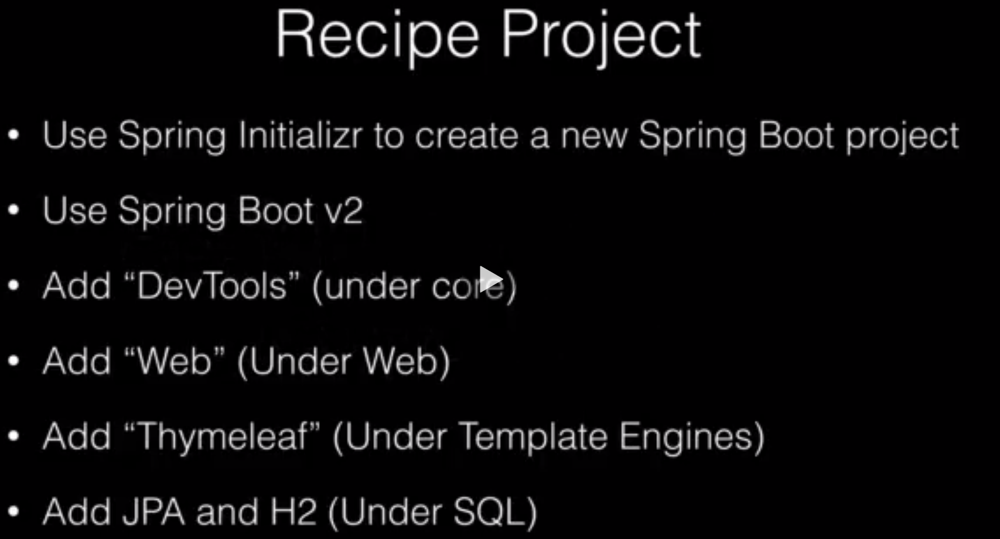 Recipe Project
• Use Spring Initializr to create a new Spring Boot project
• Use Spring Boot v2
• Add “DevTools” (under core)
• Add “Web” (Under Web)
• Add “Thymeleaf” (Under Template Engines)
• Add JPA and H2 (Under SQL)